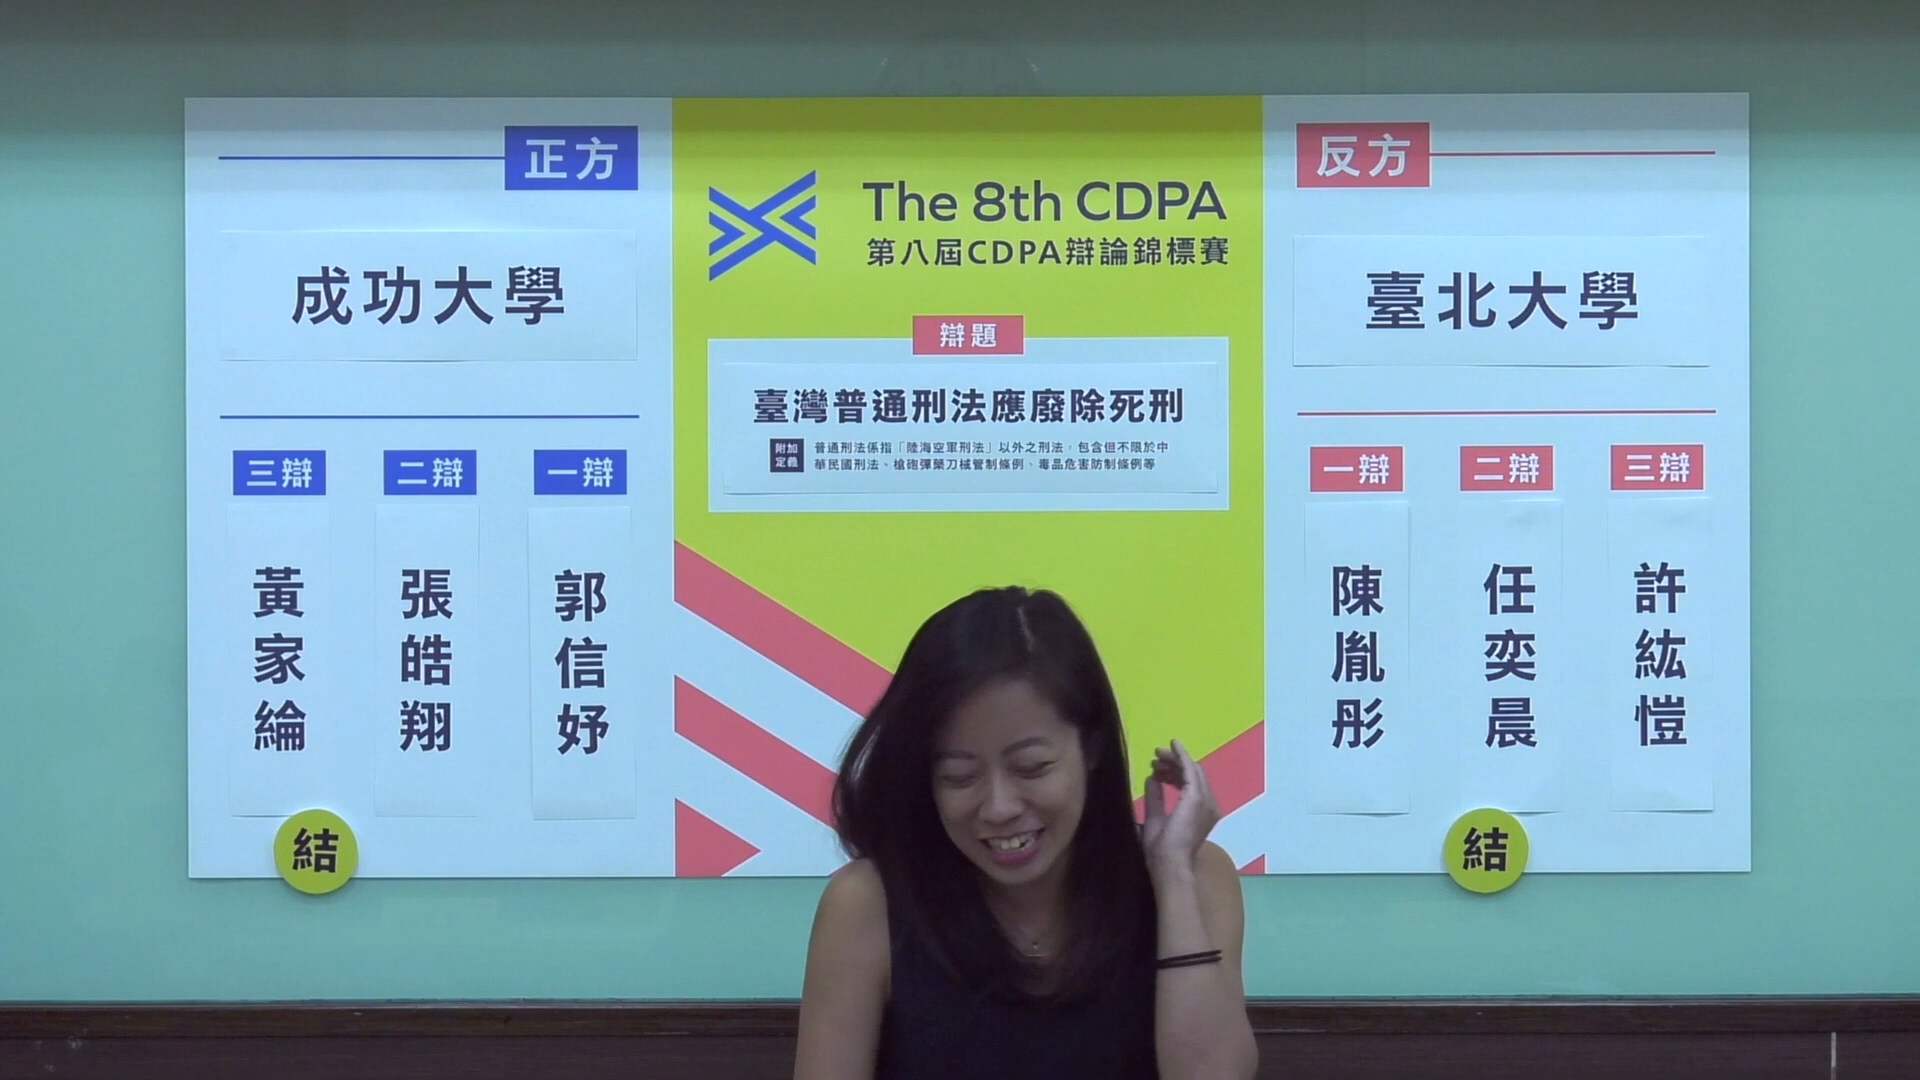 正方
成功大學
三辯
二辯
一辯
黃家綸
張皓翔
郭信妤
結
The 8th CDPA
第八屆CDPA辯論錦標賽
辯題
臺灣普通刑法應廢除死刑
附加定義
普通刑法係指「陸海空軍刑法」以外之刑法,包含但不限於中
華民國刑法、槍砲彈藥刀械管制條例、毒品危害防制條例等
反方
臺北大學
一辯
二辯
三辯
陳胤彤
任奕晨
許紘愷
結